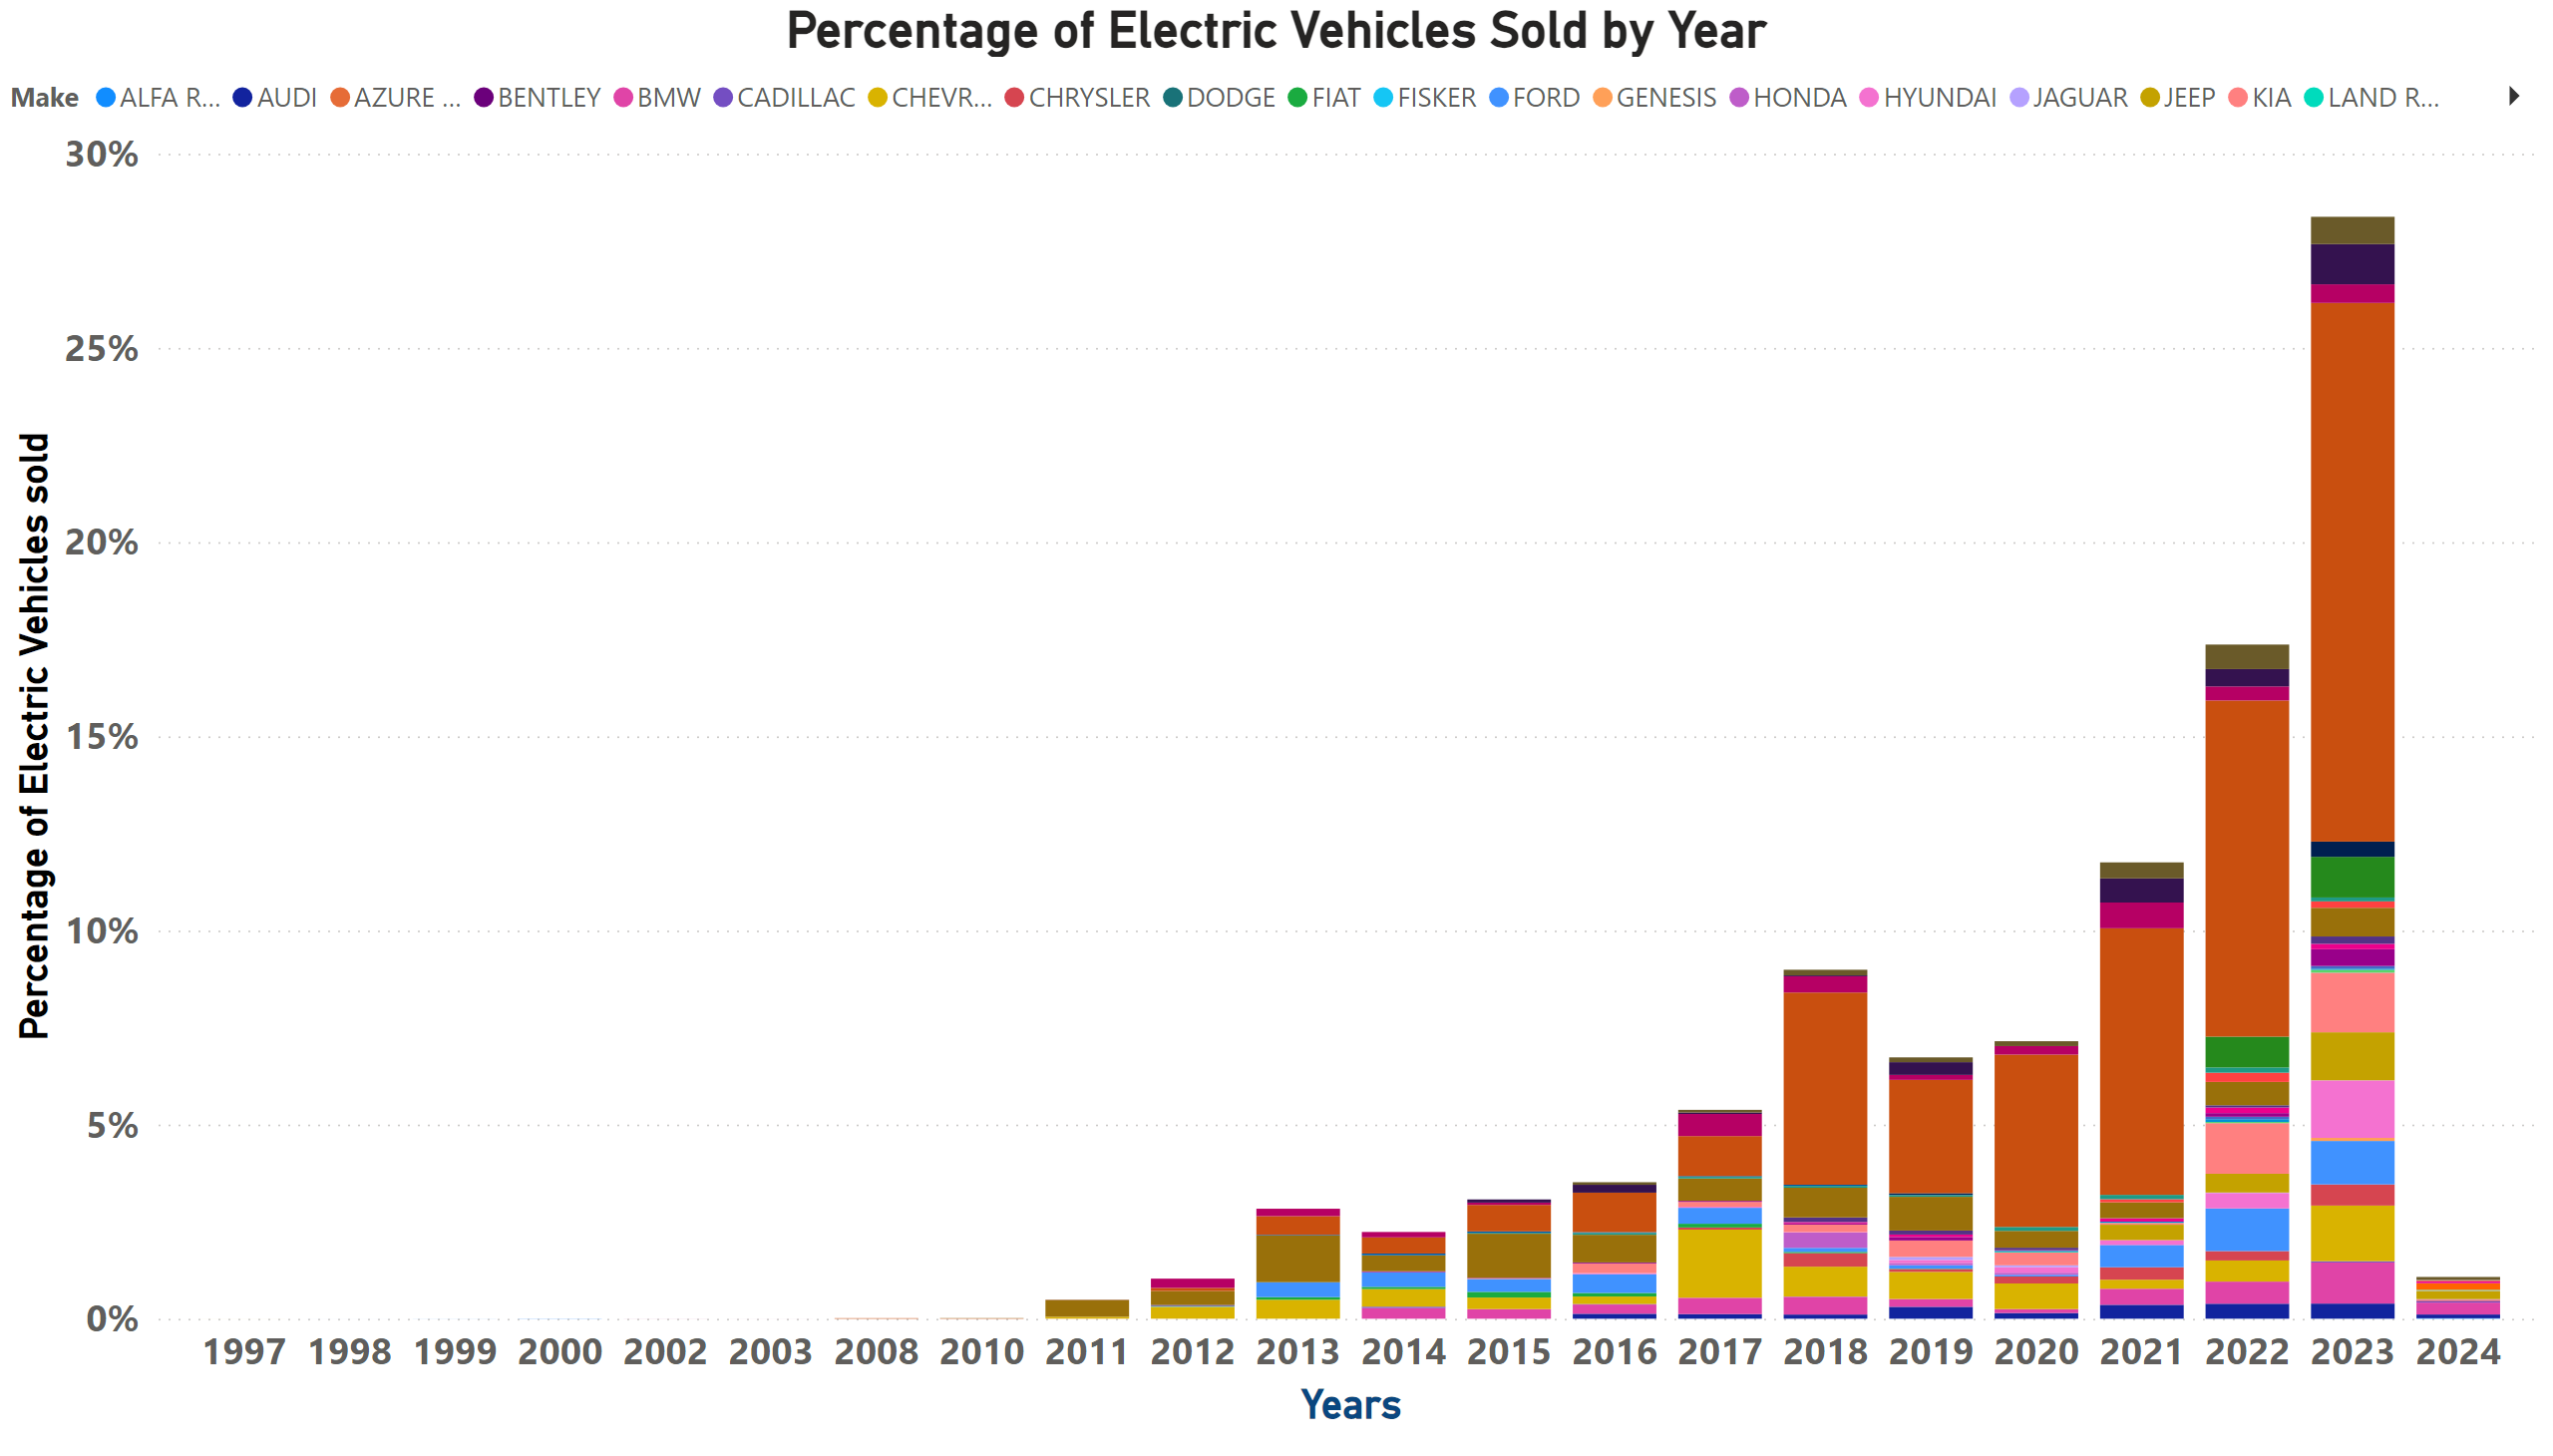 Percentage of Electric Vehicles Sold by Year
Make ALFA R... AUDI AZURE ... BENTLEY BMW CADILLAC CHEVR... CHRYSLER DODGE FIAT FISKER FORD GENESIS HONDA HYUNDAI JAGUAR JEEP KIA LAND R...
30%
25%
20%
15%
10%
5%
0%
Percentage of Electric Vehicles sold
1997 1998 1999 2000 2002 2003 2008 2010 2011 2012 2013 2014 2015 2016 2017 2018 2019 2020 2021 2022 2023 2024
Years